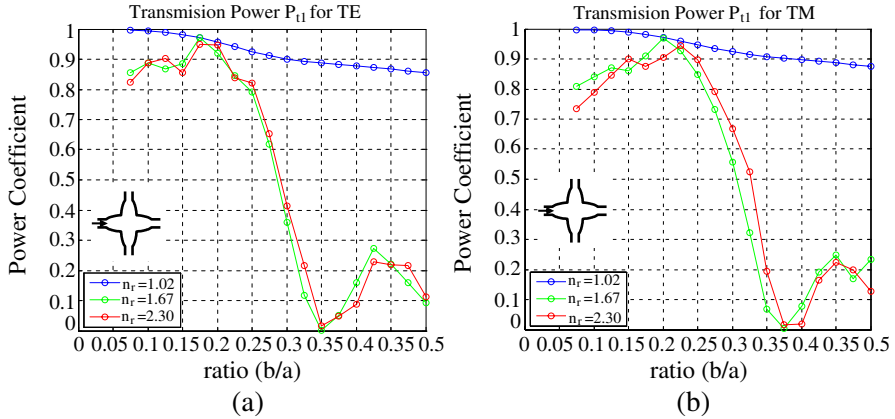 Transmision Power P_t1 for TE
Power Coefficient
1
0.9
0.8
0.7
0.6
0.5
0.4
0.3
0.2
0.1
0
n_r=1.02
n_r=1.67
n_r=2.30
0 0.05 0.1 0.15 0.2 0.25 0.3 0.35 0.4 0.45 0.5
ratio (b/a)
(a)
Transmision Power P_t1 for TM
Power Coefficient
1
0.9
0.8
0.7
0.6
0.5
0.4
0.3
0.2
0.1
0
n_r=1.02
n_r=1.67
n_r=2.30
0 0.05 0.1 0.15 0.2 0.25 0.3 0.35 0.4 0.45 0.5
ratio (b/a)
(b)